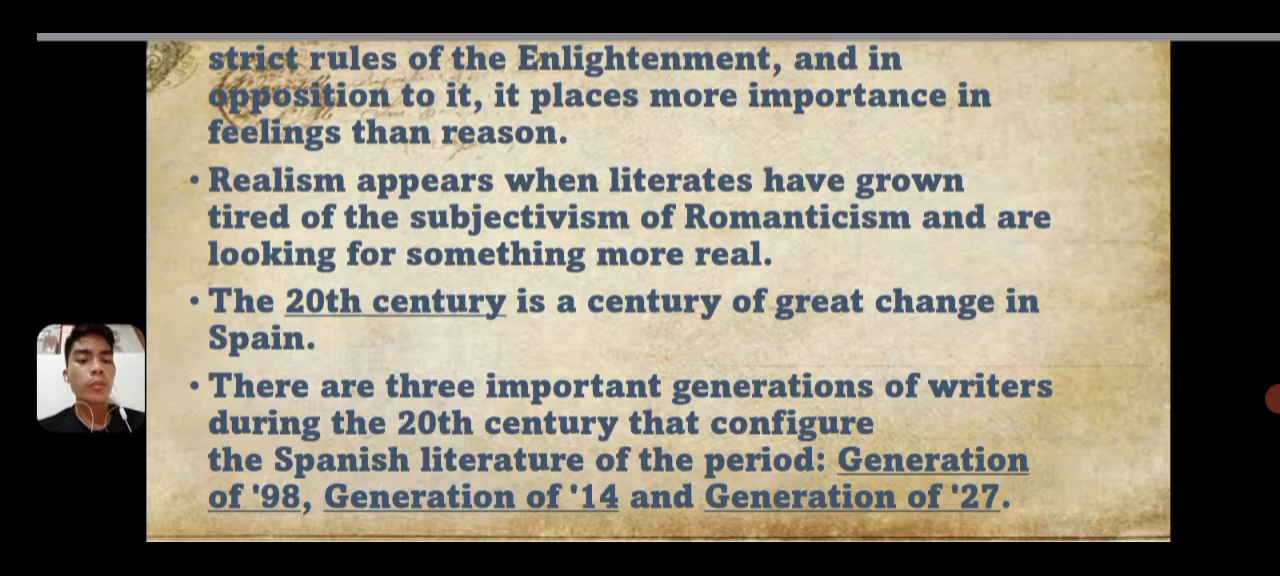 strict rules of the Enlightenment, and in
opposition to it, it places more importance in
feelings than reason.
• Realism appears when literates have grown
tired of the subjectivism of Romanticism and are
looking for something more real.
• The 20th century is a century of great change in
Spain.
• There are three important generations of writers
during the 20th century that configure
the Spanish literature of the period: Generation
of '98, Generation of '14 and Generation of '27.